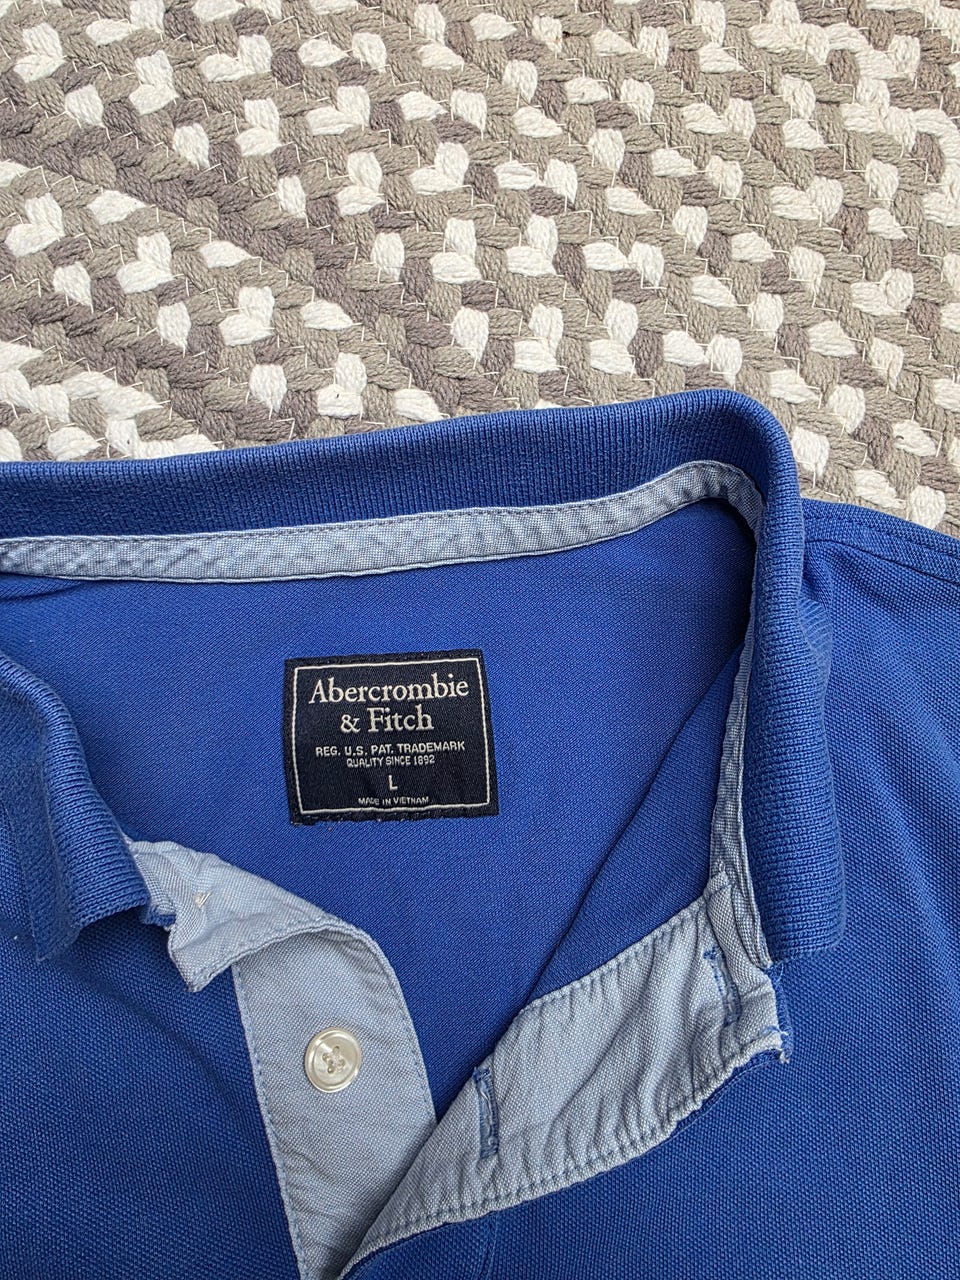 Abercrombie
& Fitch
REG. U.S. PAT. TRADEMARK
QUALITY SINCE 1892
L
MADE IN VIETNAM